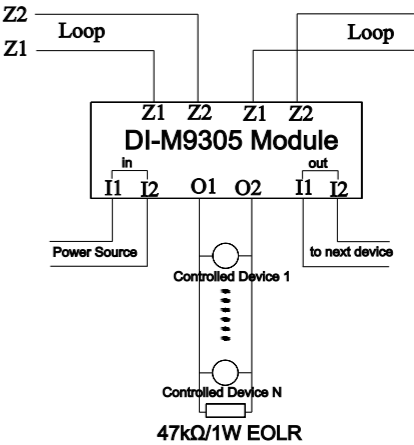 Z2
Loop Loop
Z1
Z1 Z2 Z1 Z2
DI-M9305 Module
in out
I1 I2 O1 O2 I1 I2
Power Source to next device
Controlled Device 1
Controlled Device N
47kΩ/1W EOLR